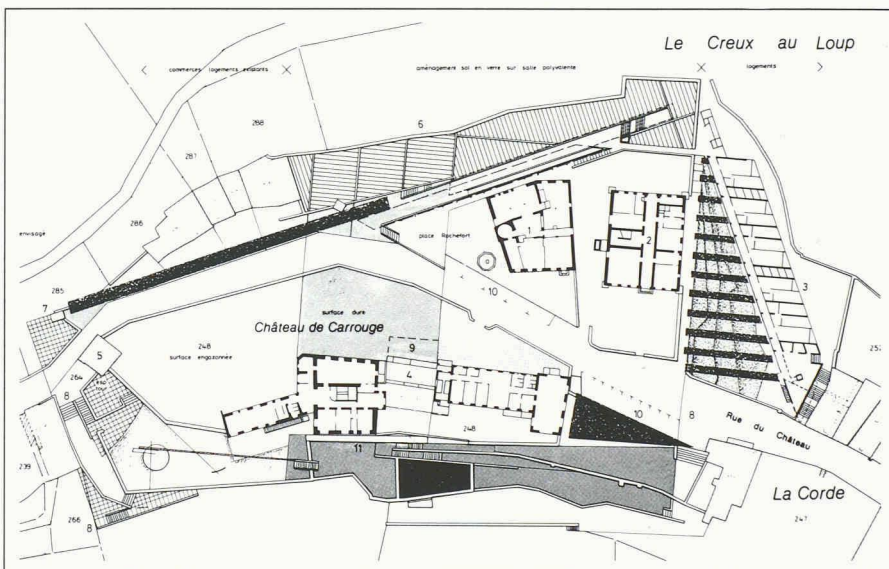 Le Creux au Loup
commerces logements existants
aménagement sol en verre sur salle polyvalente
logements
288
6
287
286
envisagé
place Rochefort
1
2
3
10
285
7
surface dure
Château de Carrouge
248
surface engazonnée
9
5
4
264
8
252
10
8
248
Rue du Château
11
239
La Corde
266
8
247